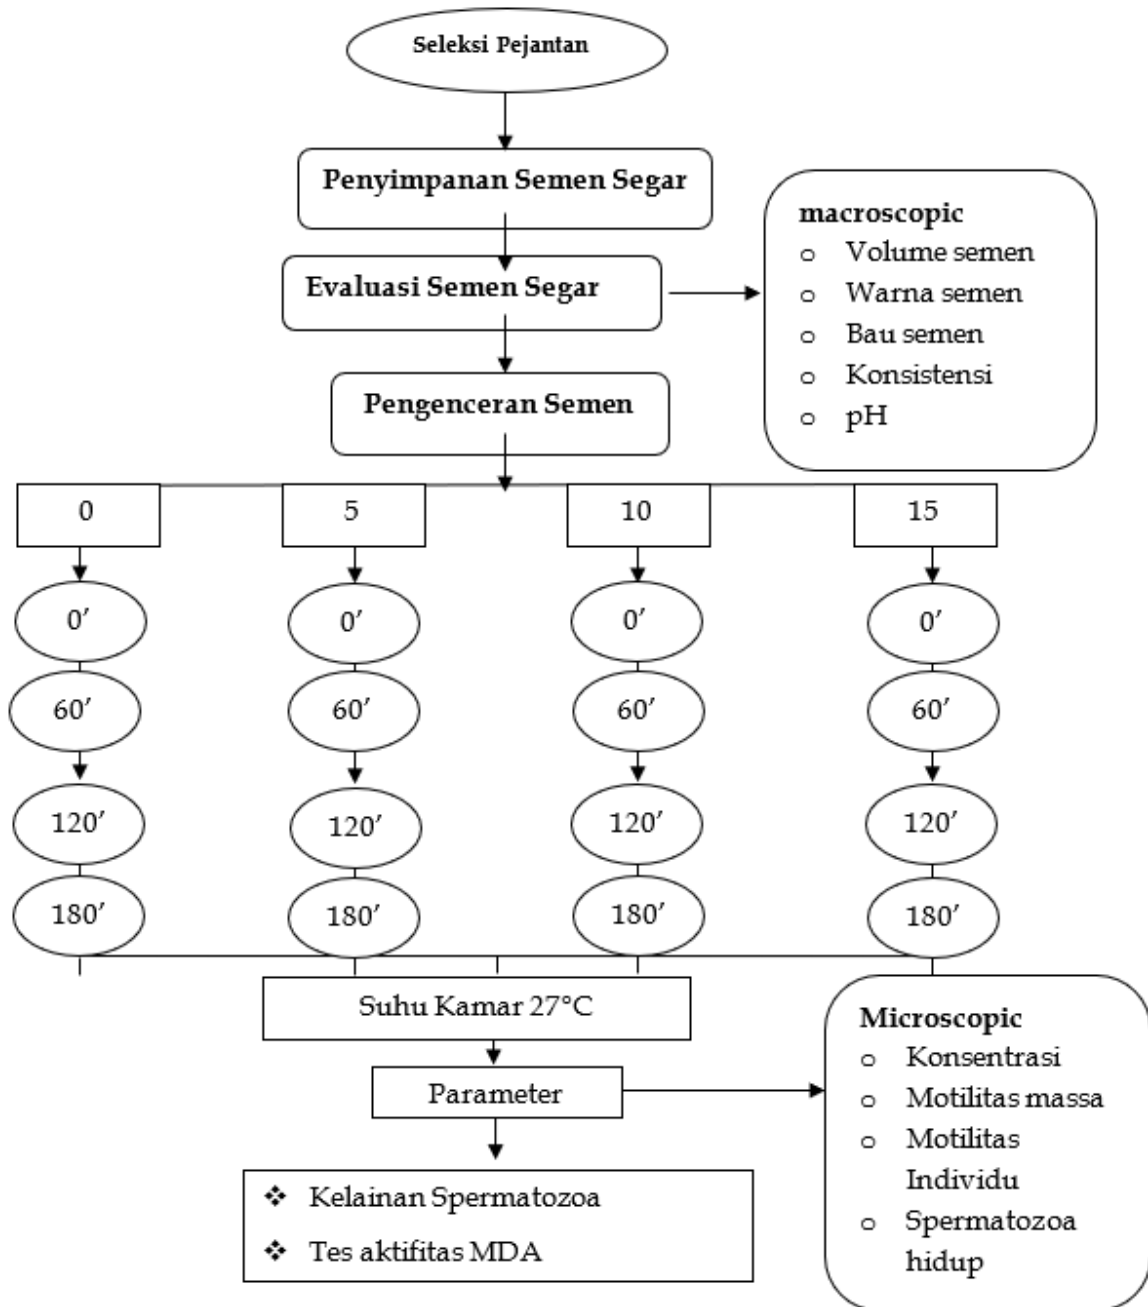 Seleksi Pejantan
Penyimpanan Semen Segar
Evaluasi Semen Segar
macroscopic
o Volume semen
o Warna semen
o Bau semen
o Konsistensi
o pH
Pengenceran Semen
0 5 10 15
0′ 0′ 0′ 0′
60′ 60′ 60′ 60′
120′ 120′ 120′ 120′
180′ 180′ 180′ 180′
Suhu Kamar 27°C
Parameter
Microscopic
o Konsentrasi
o Motilitas massa
o Motilitas
Individu
o Spermatozoa
hidup
❖ Kelainan Spermatozoa
❖ Tes aktifitas MDA